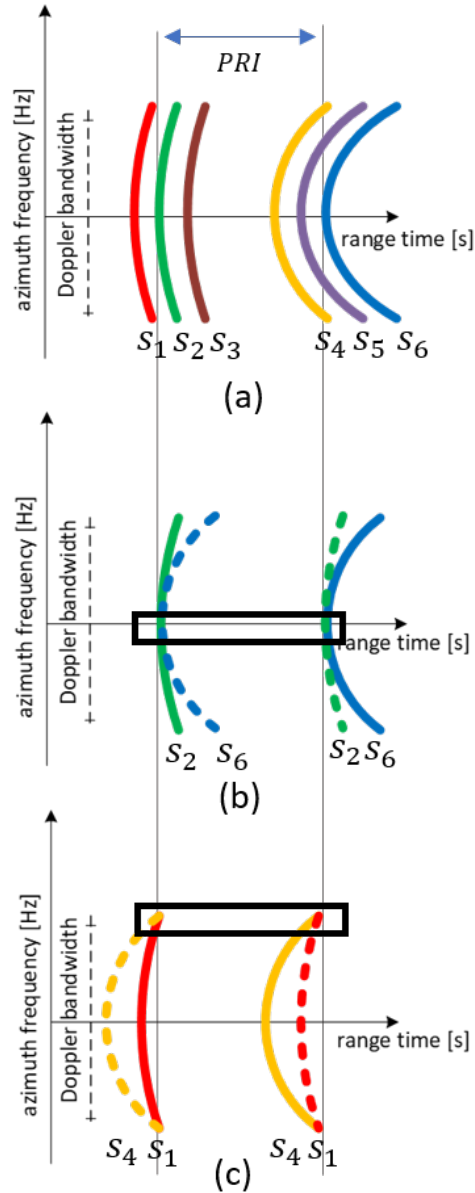 PRI
azimuth frequency [Hz]
Doppler bandwidth
range time [s]
S₁ S₂ S₃ S₄ S₅ S₆
(a)
azimuth frequency [Hz]
Doppler bandwidth
range time [s]
S₂ S₆ S₂ S₆
(b)
azimuth frequency [Hz]
Doppler bandwidth
range time [s]
S₄ S₁ S₄ S₁
(c)